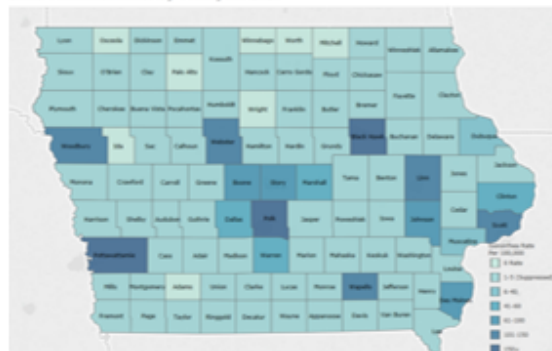 Lyon Osceola Dickinson Emmet Winnebago Worth Mitchell Howard Winneshiek Allamakee
Kossuth
Sioux O'Brien Clay Palo Alto Hancock Cerro Gordo Floyd Chickasaw
Fayette Clayton
Plymouth Cherokee Buena Vista Pocahontas Humboldt Wright Franklin Butler Bremer
Woodbury Ida Sac Calhoun Webster Hamilton Hardin Grundy Black Hawk Buchanan Delaware Dubuque
Jackson
Monona Crawford Carroll Greene Boone Story Marshall Tama Benton Linn Jones
Clinton
Harrison Shelby Audubon Guthrie Dallas Polk Jasper Poweshiek Iowa Johnson Cedar
Scott
Muscatine
Pottawattamie Cass Adair Madison Warren Marion Mahaska Keokuk Washington
Louisa
Mills Montgomery Adams Union Clarke Lucas Monroe Wapello Jefferson Henry
Des Moines
Fremont Page Taylor Ringgold Decatur Wayne Appanoose Davis Van Buren
Lee
Per 100,000
0 Rate
1-5 (Suppressed)
6-40
41-60
61-100
101-150